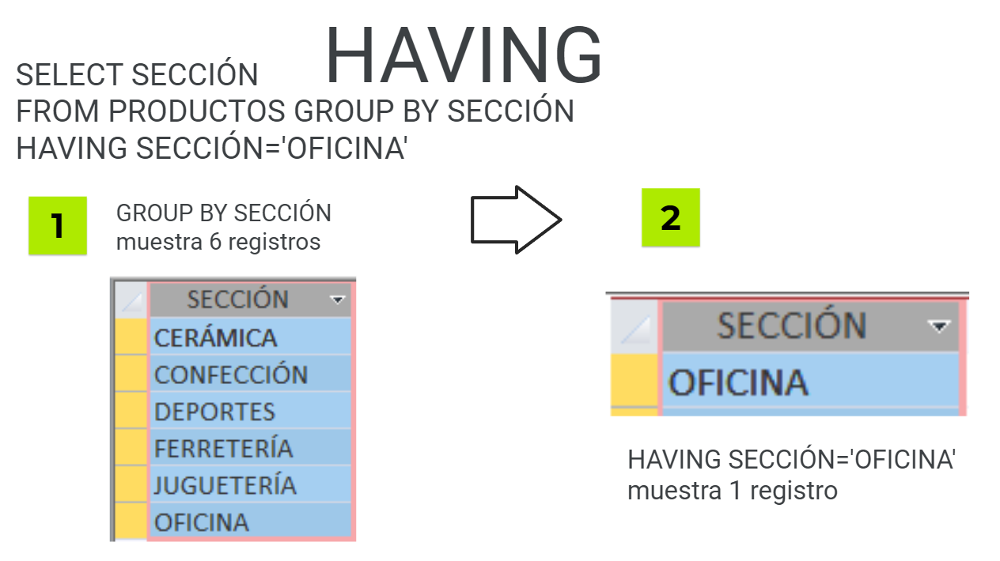 HAVING
SELECT SECCIÓN
FROM PRODUCTOS GROUP BY SECCIÓN
HAVING SECCIÓN='OFICINA'
1
GROUP BY SECCIÓN
muestra 6 registros
SECCIÓN
CERÁMICA
CONFECCIÓN
DEPORTES
FERRETERÍA
JUGUETERÍA
OFICINA
2
SECCIÓN
OFICINA
HAVING SECCIÓN='OFICINA'
muestra 1 registro